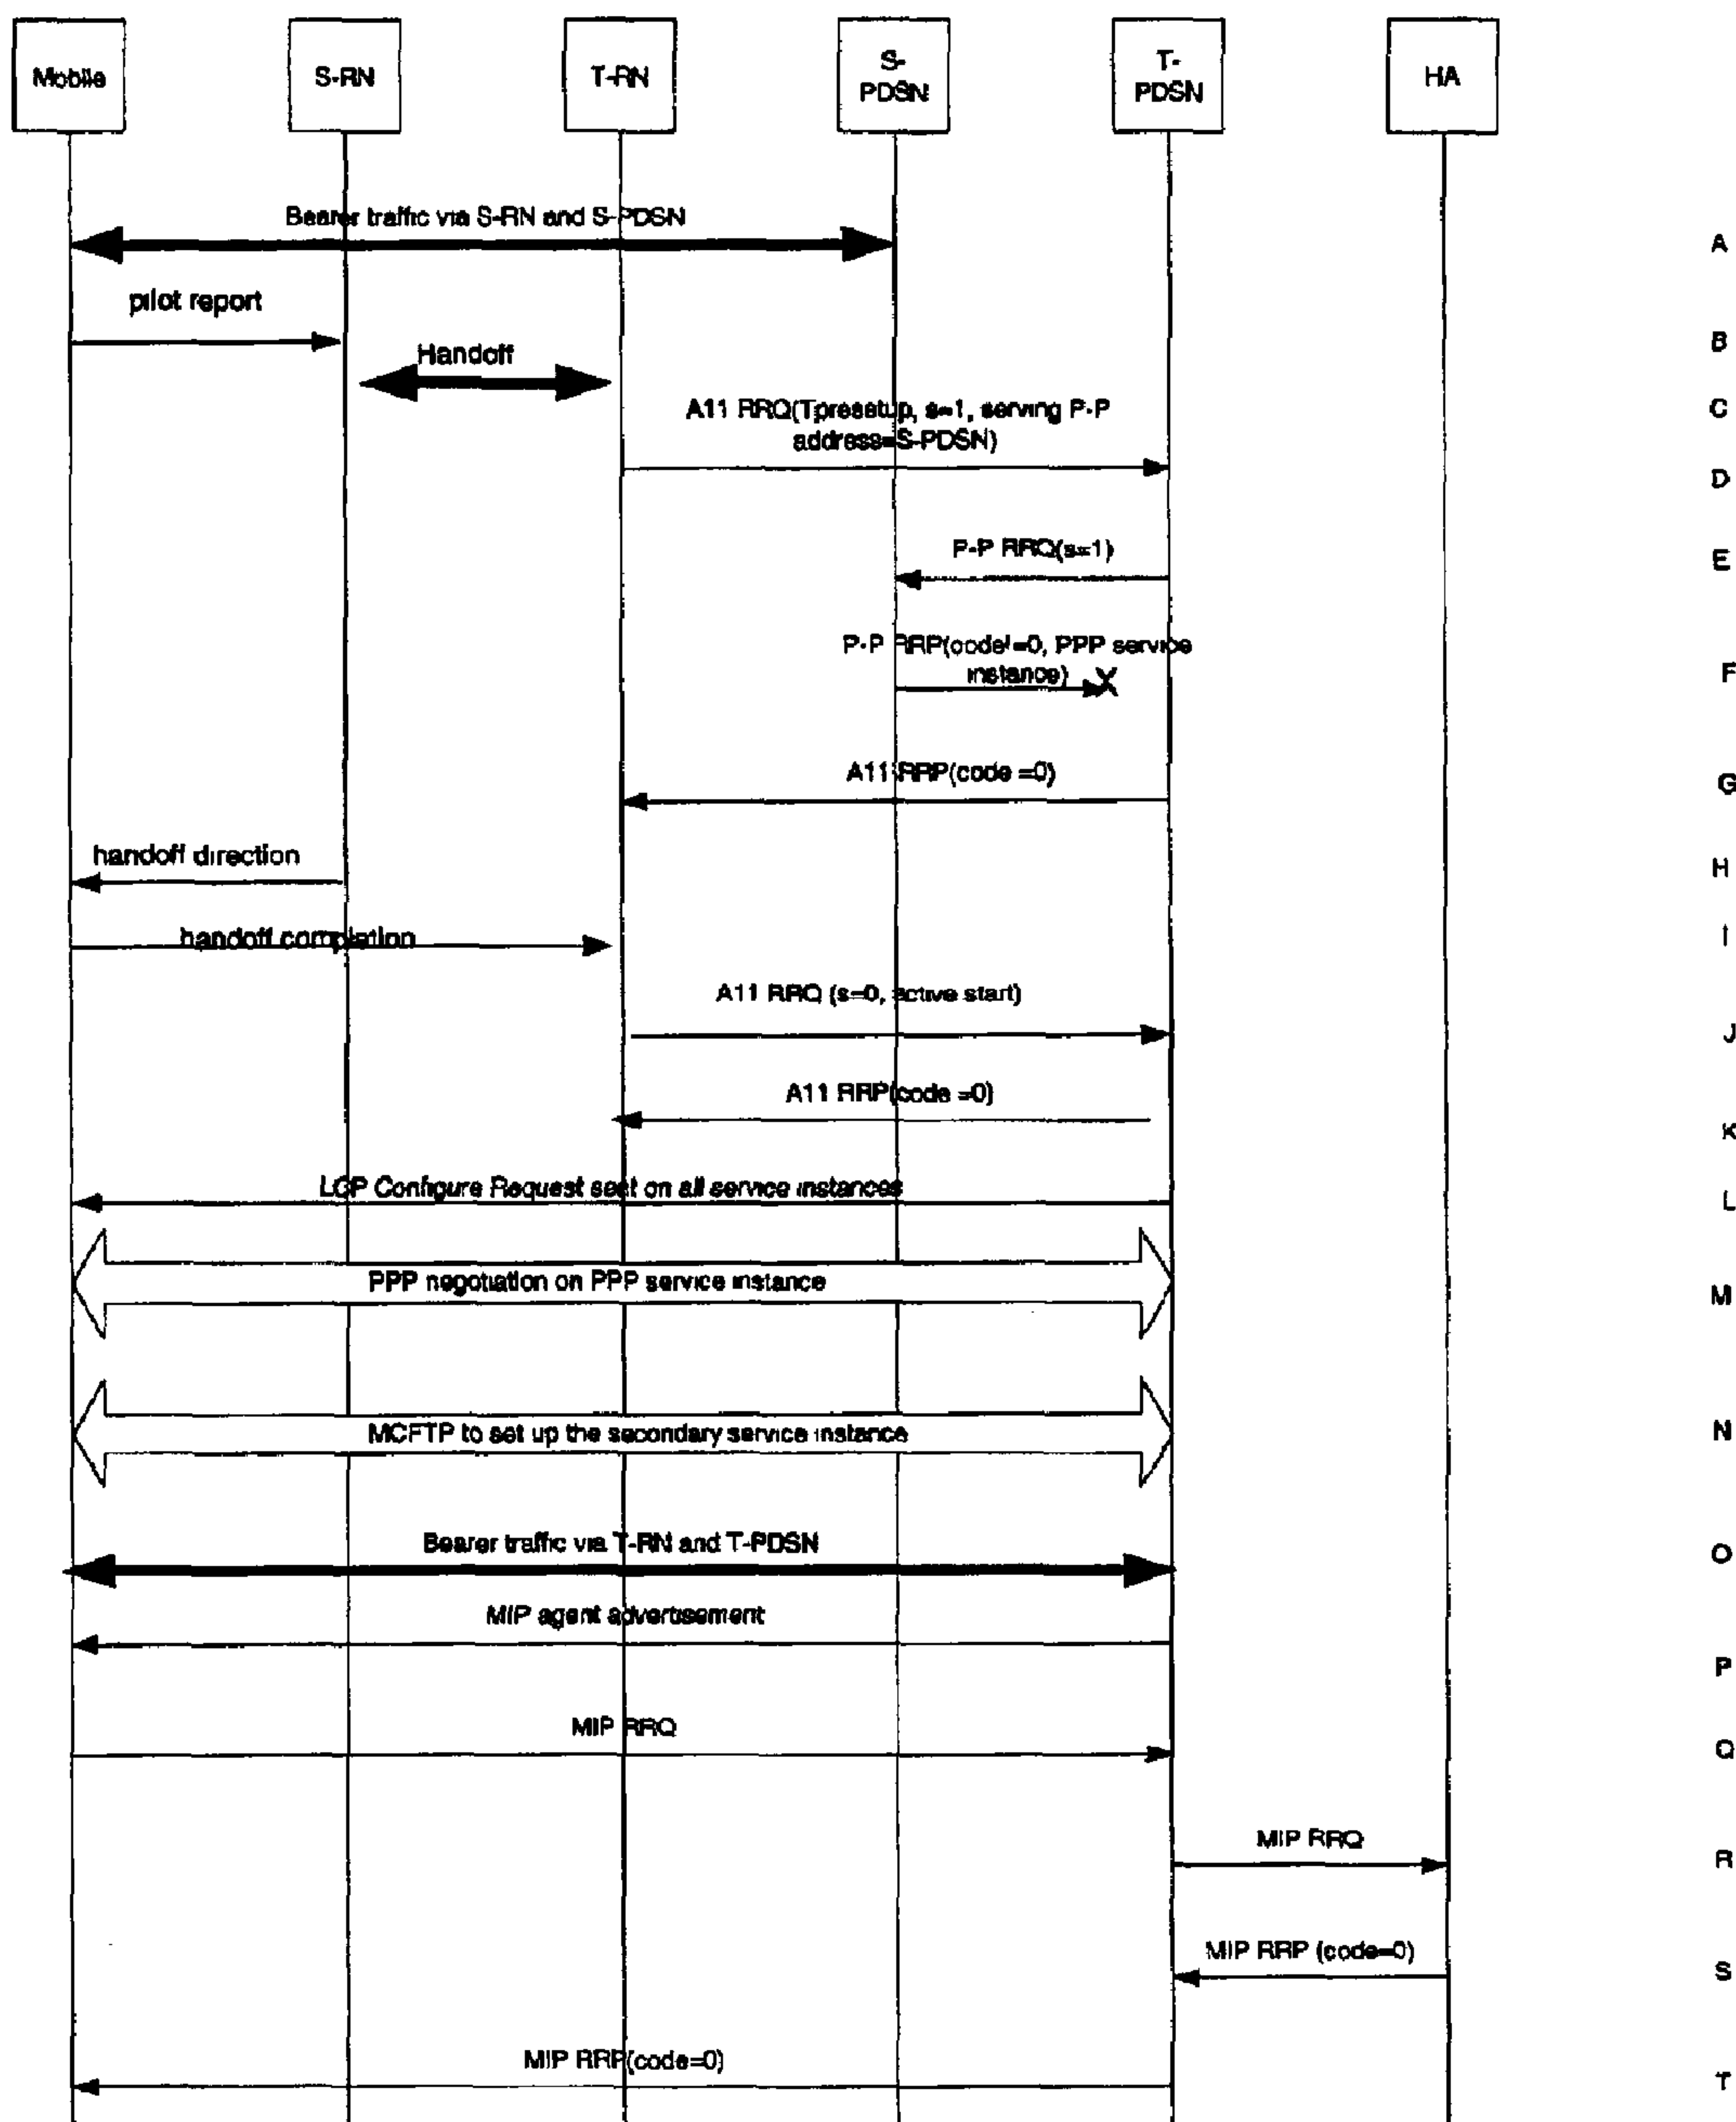 Mobile
S-RN
T-RN
S-
PDSN
T-
PDSN
HA
Bearer traffic via S-RN and S-PDSN
A
pilot report
B
Handoff
A11 RRQ(Tpresetup, s=1, serving P-P
address=S-PDSN)
C
D
P-P RRQ(s=1)
E
P-P RRP(code!=0, PPP service
instance)
X
F
A11 RRP(code =0)
G
handoff direction
H
handoff completion
I
A11 RRQ (s=0, active start)
J
A11 RRP(code =0)
K
LCP Configure Request sent on all service instances
L
PPP negotiation on PPP service instance
M
MCFTP to set up the secondary service instance
N
Bearer traffic via T-RN and T-PDSN
O
MIP agent advertisement
P
MIP RRQ
Q
MIP RRQ
R
MIP RRP (code=0)
S
MIP RRP(code=0)
T